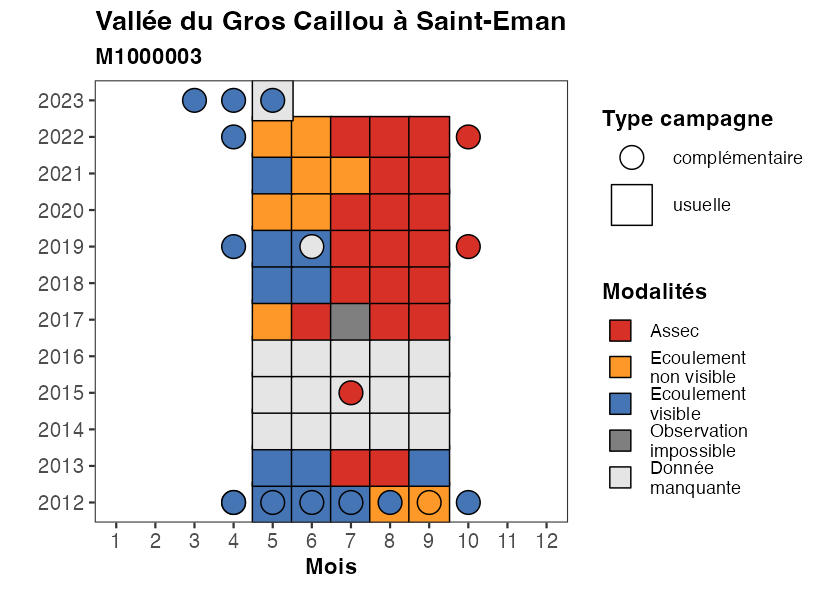 Vallée du Gros Caillou à Saint-Eman
M1000003
2023
2022
2021
2020
2019
2018
2017
2016
2015
2014
2013
2012
1 2 3 4 5 6 7 8 9 10 11 12
Mois
Type campagne
complémentaire
usuelle
Modalités
Assec
Ecoulement
non visible
Ecoulement
visible
Observation
impossible
Donnée
manquante